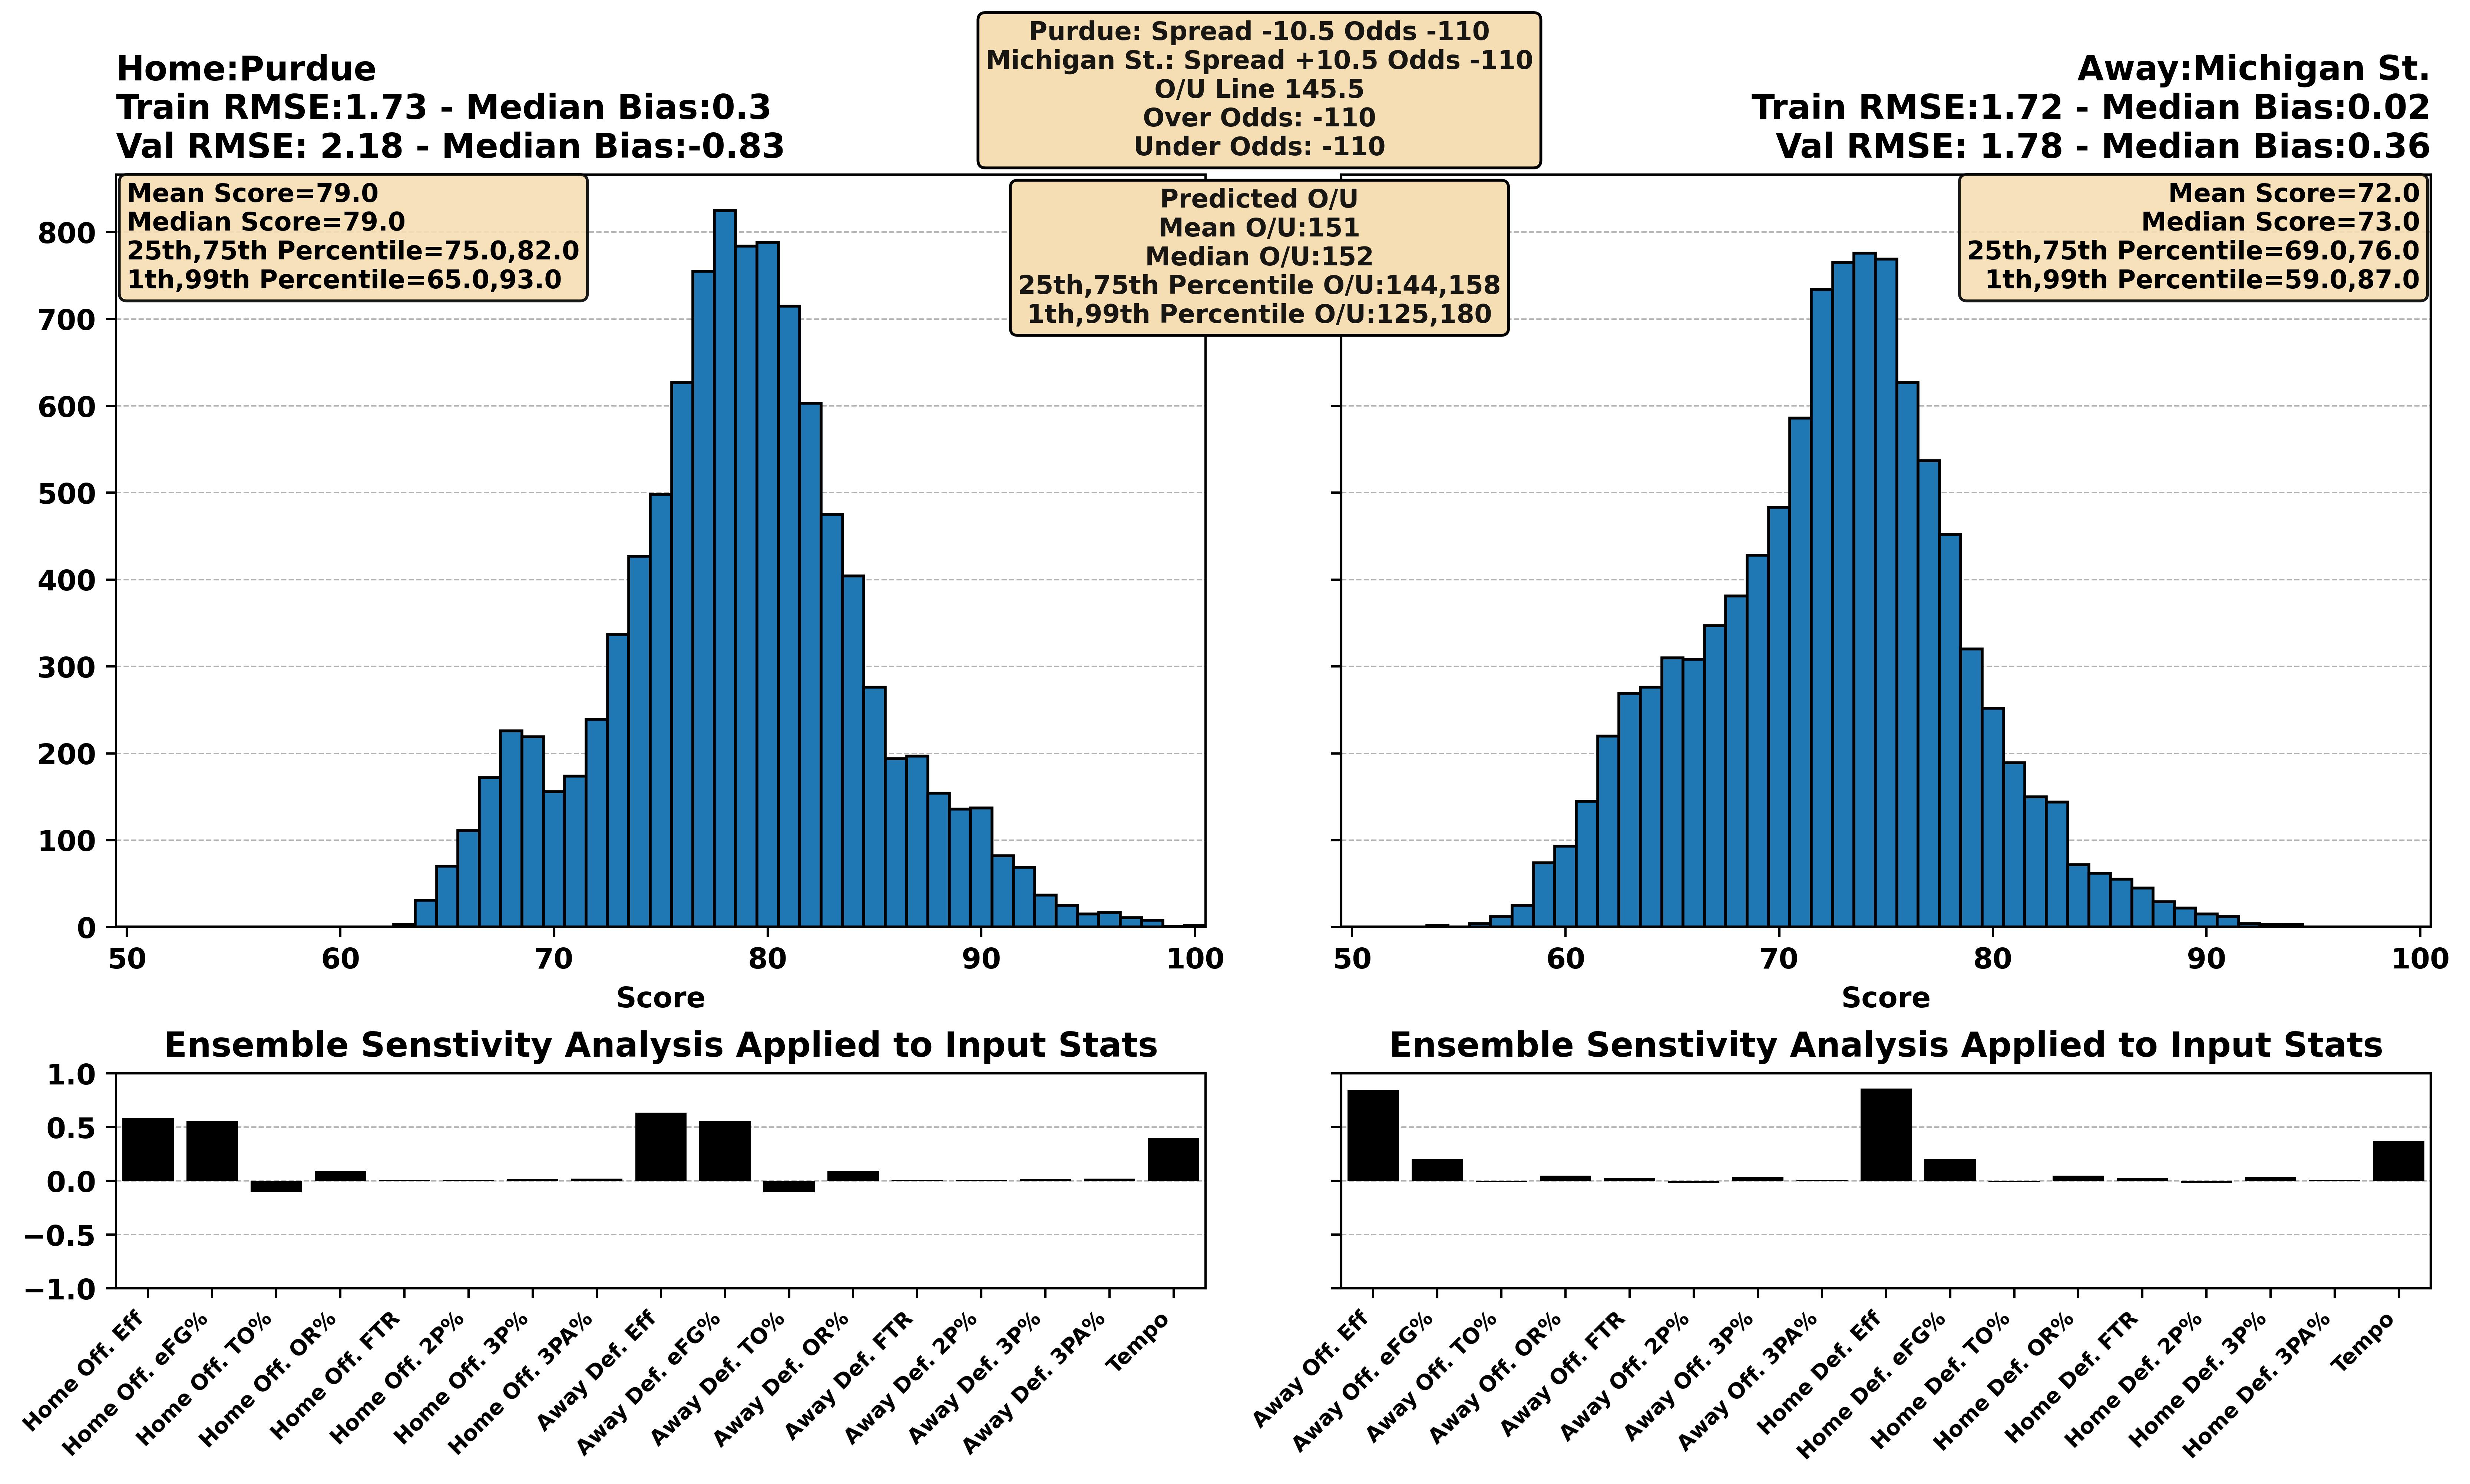 Purdue: Spread -10.5 Odds -110
Michigan St.: Spread +10.5 Odds -110
O/U Line 145.5
Over Odds: -110
Under Odds: -110
Home:Purdue
Train RMSE:1.73 - Median Bias:0.3
Val RMSE: 2.18 - Median Bias:-0.83
Away:Michigan St.
Train RMSE:1.72 - Median Bias:0.02
Val RMSE: 1.78 - Median Bias:0.36
Mean Score=79.0
Median Score=79.0
25th,75th Percentile=75.0,82.0
1th,99th Percentile=65.0,93.0
Predicted O/U
Mean O/U:151
Median O/U:152
25th,75th Percentile O/U:144,158
1th,99th Percentile O/U:125,180
Mean Score=72.0
Median Score=73.0
25th,75th Percentile=69.0,76.0
1th,99th Percentile=59.0,87.0
800
700
600
500
400
300
200
100
0
50 60 70 80 90 100
Score
50 60 70 80 90 100
Score
Ensemble Senstivity Analysis Applied to Input Stats
Ensemble Senstivity Analysis Applied to Input Stats
1.0
0.5
0.0
−0.5
−1.0
Home Off. Eff
Home Off. eFG%
Home Off. TO%
Home Off. OR%
Home Off. FTR
Home Off. 2P%
Home Off. 3P%
Home Off. 3PA%
Away Def. Eff
Away Def. eFG%
Away Def. TO%
Away Def. OR%
Away Def. FTR
Away Def. 2P%
Away Def. 3P%
Away Def. 3PA%
Tempo
Away Off. Eff
Away Off. eFG%
Away Off. TO%
Away Off. OR%
Away Off. FTR
Away Off. 2P%
Away Off. 3P%
Away Off. 3PA%
Home Def. Eff
Home Def. eFG%
Home Def. TO%
Home Def. OR%
Home Def. FTR
Home Def. 2P%
Home Def. 3P%
Home Def. 3PA%
Tempo